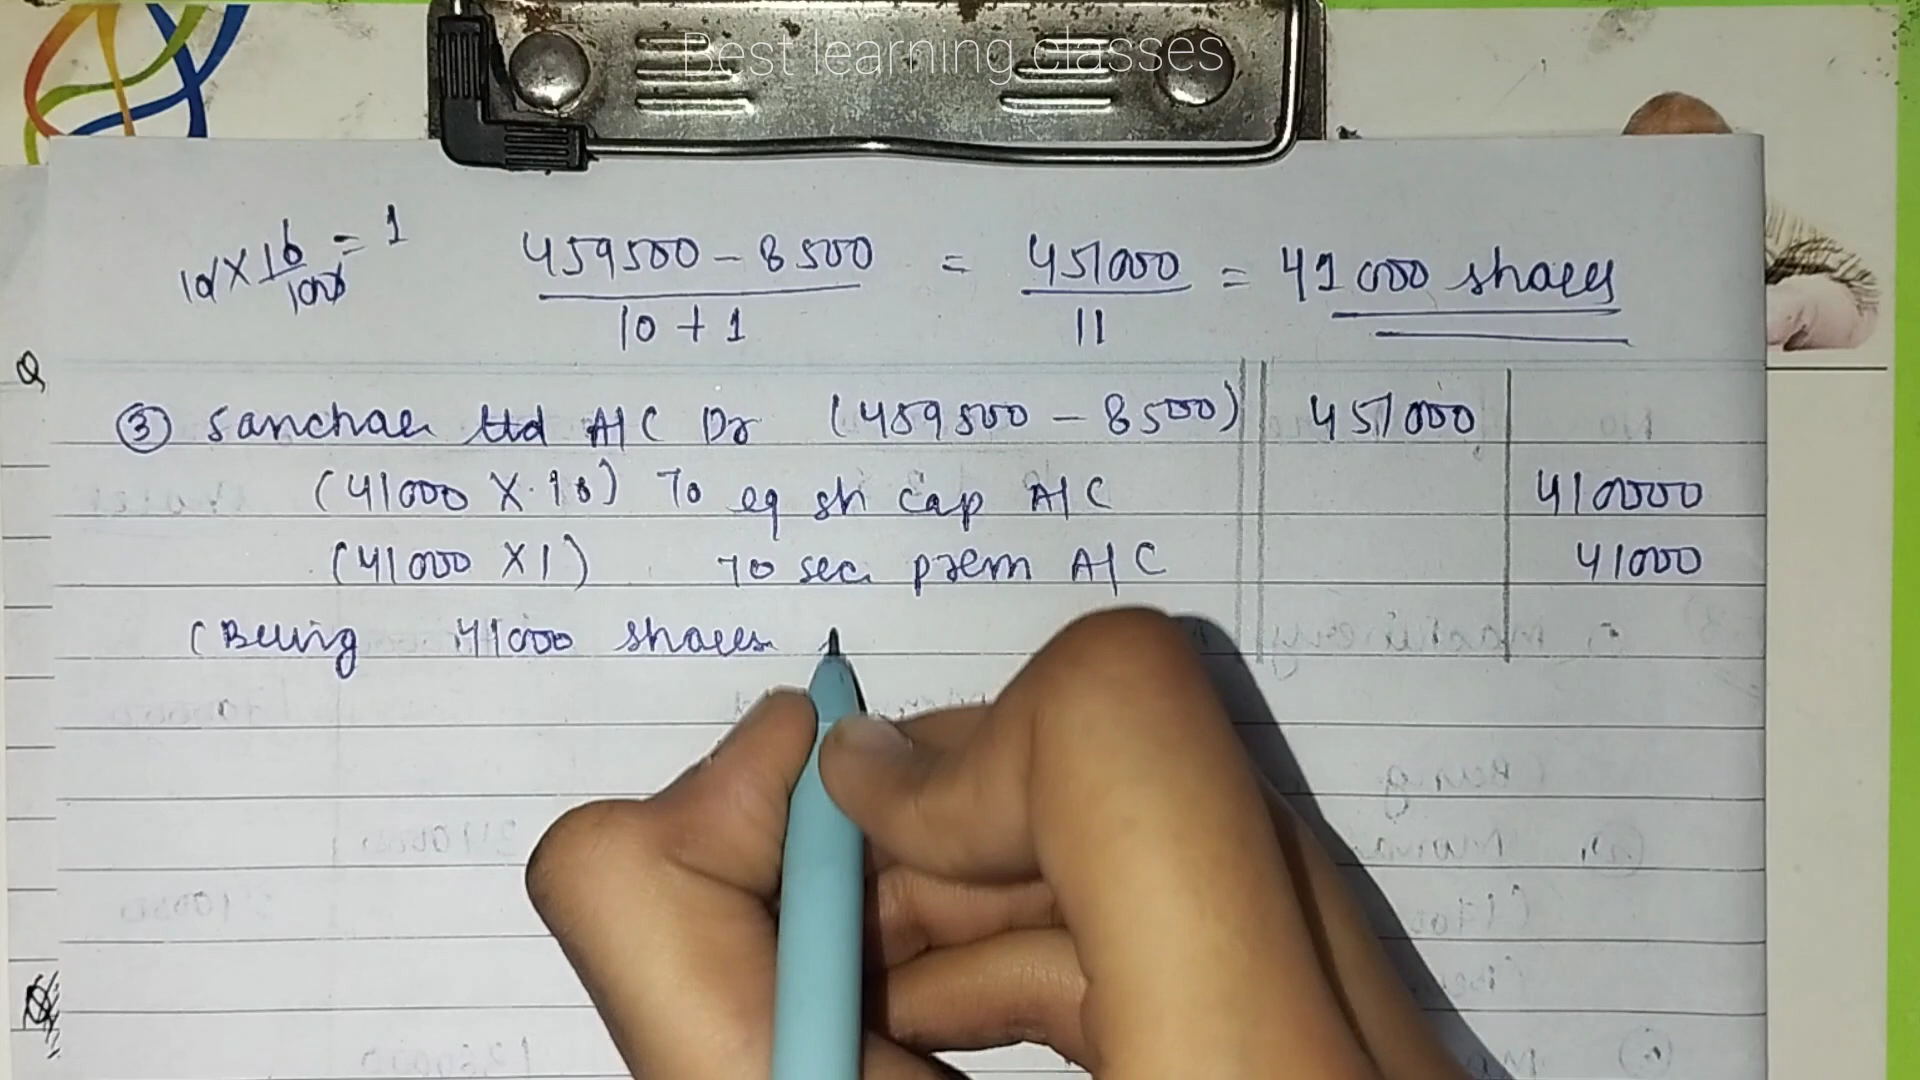 Best learning classes
10 × 10/100 = 1
459500 - 8500 / 10 + 1 = 451000 / 11 = 41000 shares
Q
③ Sanchar Ltd A/C Dr (459500 - 8500) 451000
(41000 × 10) To eq sh cap A/C 410000
(41000 × 1) To sec. prem A/C 41000
(Being 41000 shares